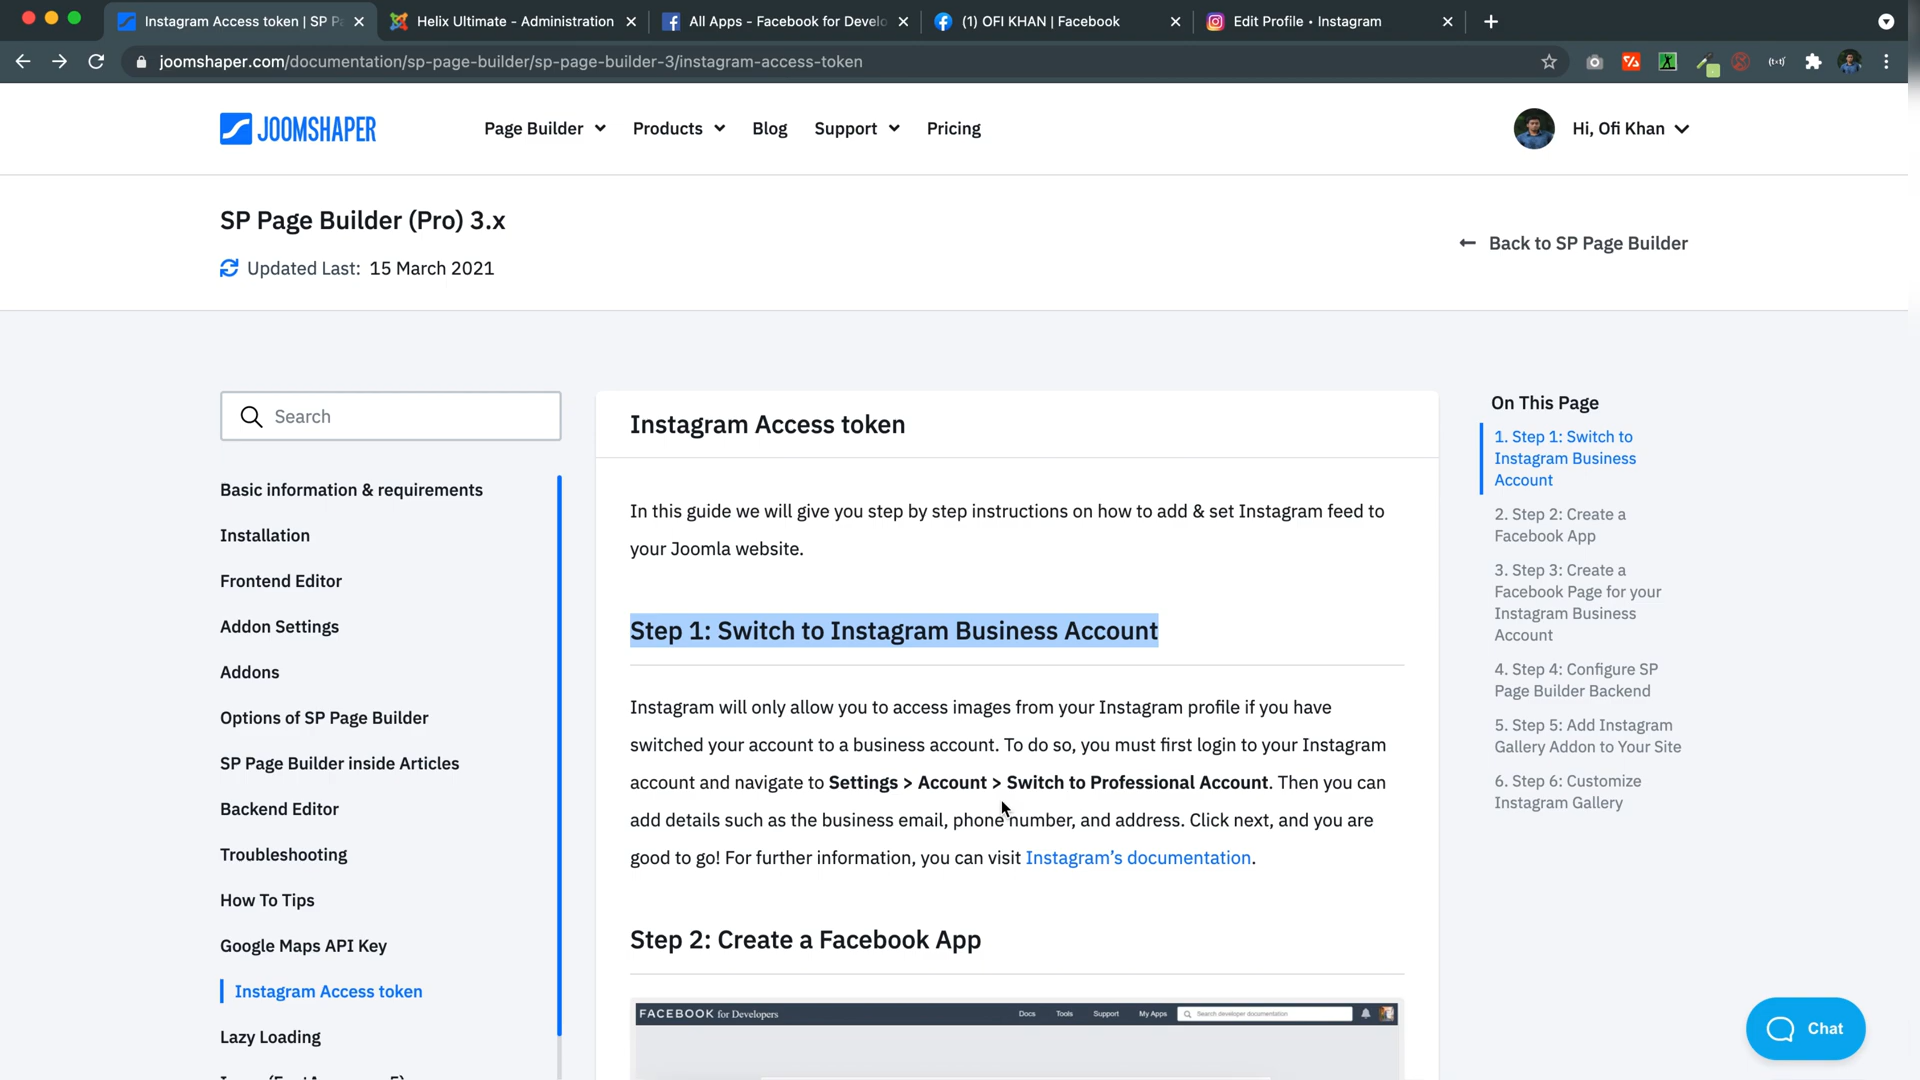 Instagram Access token | SP Pa
Helix Ultimate - Administration
All Apps - Facebook for Develo
(1) OFI KHAN | Facebook
Edit Profile • Instagram
joomshaper.com/documentation/sp-page-builder/sp-page-builder-3/instagram-access-token
JOOMSHAPER
Page Builder
Products
Blog
Support
Pricing
Hi, Ofi Khan
SP Page Builder (Pro) 3.x
Updated Last: 15 March 2021
Back to SP Page Builder
Search
Basic information & requirements
Installation
Frontend Editor
Addon Settings
Addons
Options of SP Page Builder
SP Page Builder inside Articles
Backend Editor
Troubleshooting
How To Tips
Google Maps API Key
Instagram Access token
Lazy Loading
Instagram Access token
In this guide we will give you step by step instructions on how to add & set Instagram feed to
your Joomla website.
Step 1: Switch to Instagram Business Account
Instagram will only allow you to access images from your Instagram profile if you have
switched your account to a business account. To do so, you must first login to your Instagram
account and navigate to Settings > Account > Switch to Professional Account. Then you can
add details such as the business email, phone number, and address. Click next, and you are
good to go! For further information, you can visit Instagram’s documentation.
Step 2: Create a Facebook App
FACEBOOK for Developers
Docs
Tools
Support
My Apps
Search developer documentation
On This Page
1. Step 1: Switch to
Instagram Business
Account
2. Step 2: Create a
Facebook App
3. Step 3: Create a
Facebook Page for your
Instagram Business
Account
4. Step 4: Configure SP
Page Builder Backend
5. Step 5: Add Instagram
Gallery Addon to Your Site
6. Step 6: Customize
Instagram Gallery
Chat